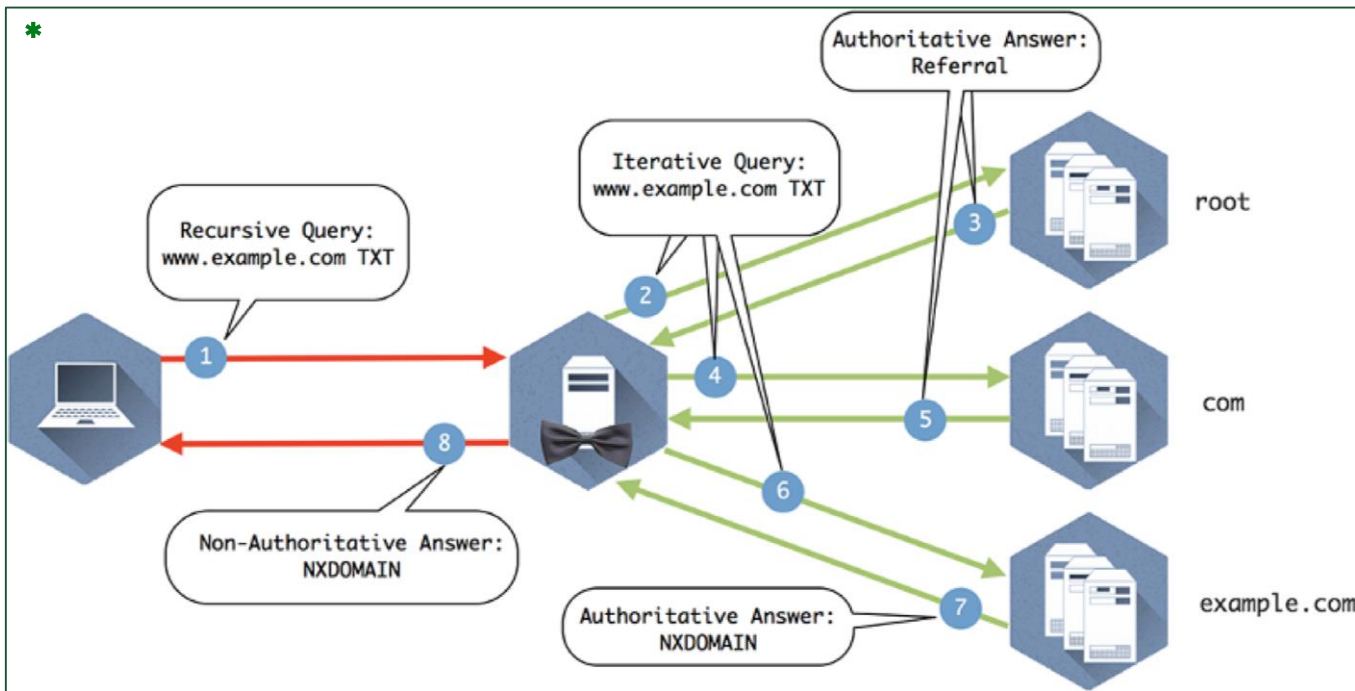 *
Authoritative Answer:
Referral
Iterative Query:
www.example.com TXT
Recursive Query:
www.example.com TXT
root
3
2
1
4
com
5
8
6
Non-Authoritative Answer:
NXDOMAIN
example.com
7
Authoritative Answer:
NXDOMAIN